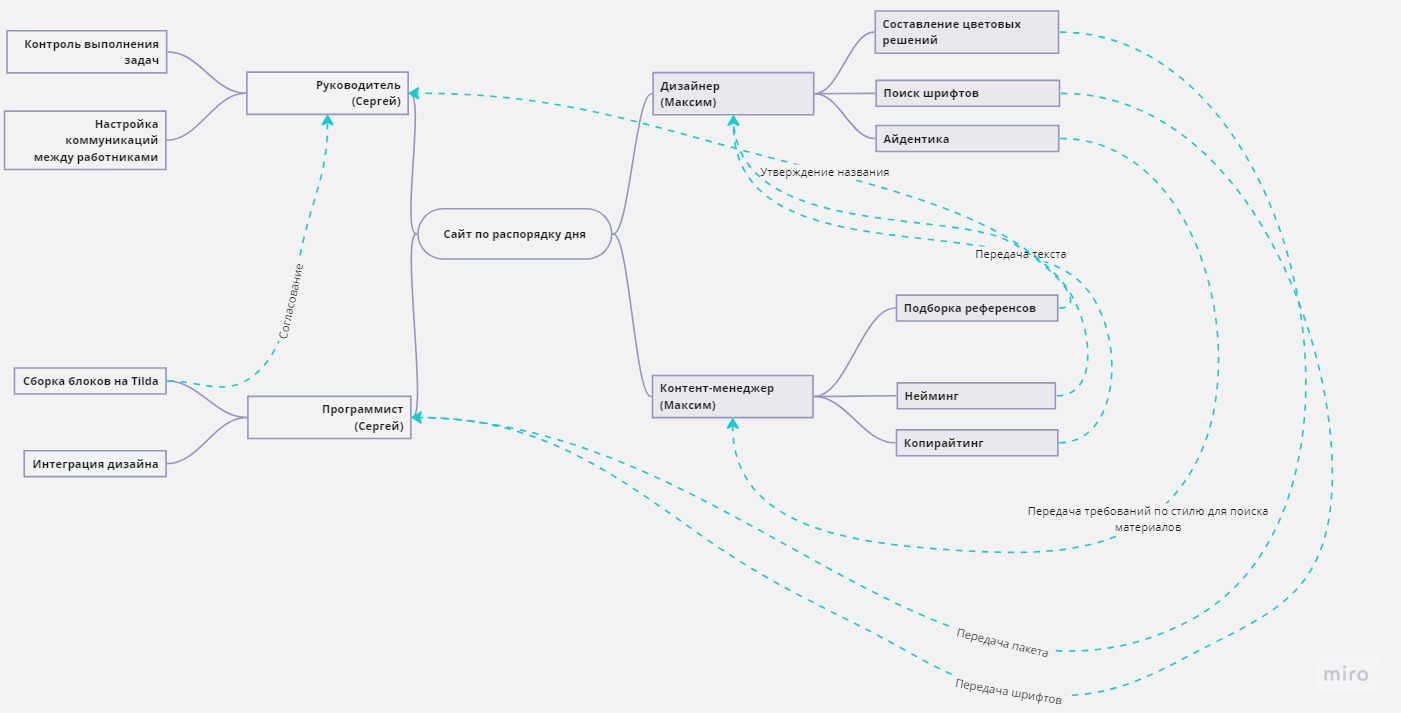 Контроль выполнения
задач
Настройка
коммуникаций
между работниками
Руководитель
(Сергей)
Согласование
Сборка блоков на Tilda
Интеграция дизайна
Программист
(Сергей)
Сайт по распорядку дня
Дизайнер
(Максим)
Составление цветовых
решений
Поиск шрифтов
Айдентика
Утверждение названия
Передача текста
Контент-менеджер
(Максим)
Подборка референсов
Нейминг
Копирайтинг
Передача требований по стилю для поиска
материалов
Передача пакета
Передача шрифтов
miro